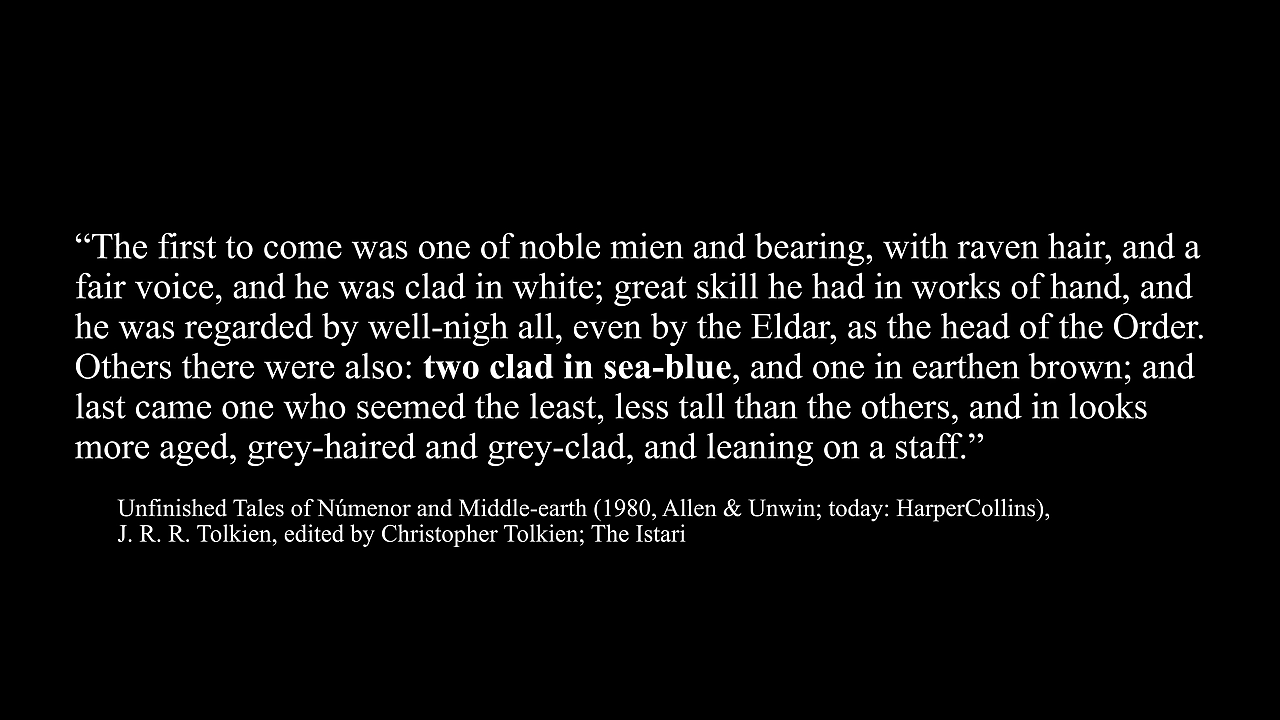 “The first to come was one of noble mien and bearing, with raven hair, and a
fair voice, and he was clad in white; great skill he had in works of hand, and
he was regarded by well-nigh all, even by the Eldar, as the head of the Order.
Others there were also: two clad in sea-blue, and one in earthen brown; and
last came one who seemed the least, less tall than the others, and in looks
more aged, grey-haired and grey-clad, and leaning on a staff.”
Unfinished Tales of Númenor and Middle-earth (1980, Allen & Unwin; today: HarperCollins),
J. R. R. Tolkien, edited by Christopher Tolkien; The Istari